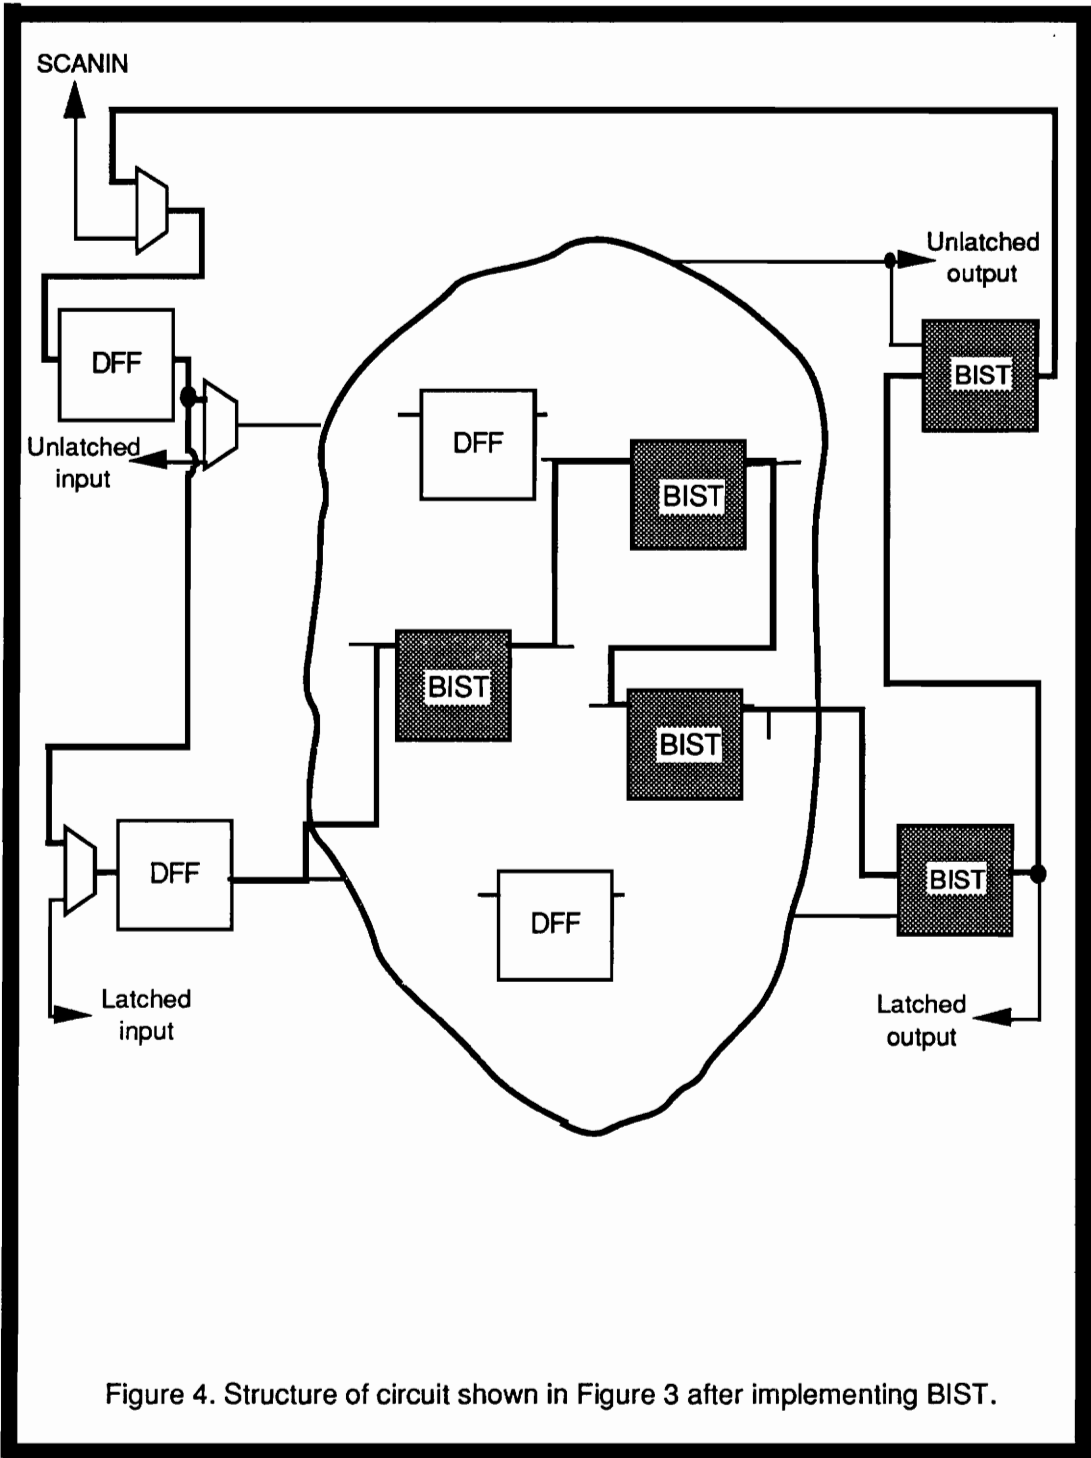 SCANIN
Unlatched
output
DFF
BIST
Unlatched
input
DFF
BIST
BIST
BIST
DFF
BIST
DFF
Latched
input
Latched
output
Figure 4. Structure of circuit shown in Figure 3 after implementing BIST.